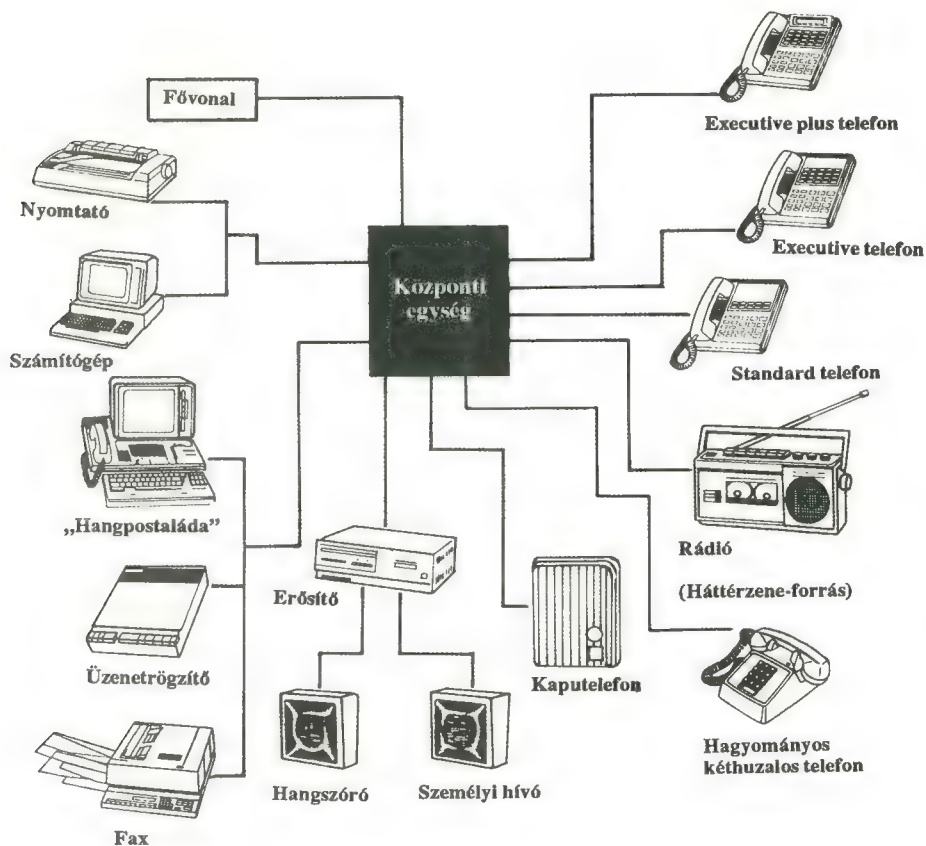 Fővonal
Executive plus telefon
Nyomtató
Executive telefon
Központi
egység
Számítógép
Standard telefon
„Hangpostaláda”
Rádió
(Háttérzene-forrás)
Erősítő
Üzenetrögzítő
Kaputelefon
Hangszóró
Személyi hívó
Hagyományos
kéthuzalos telefon
Fax